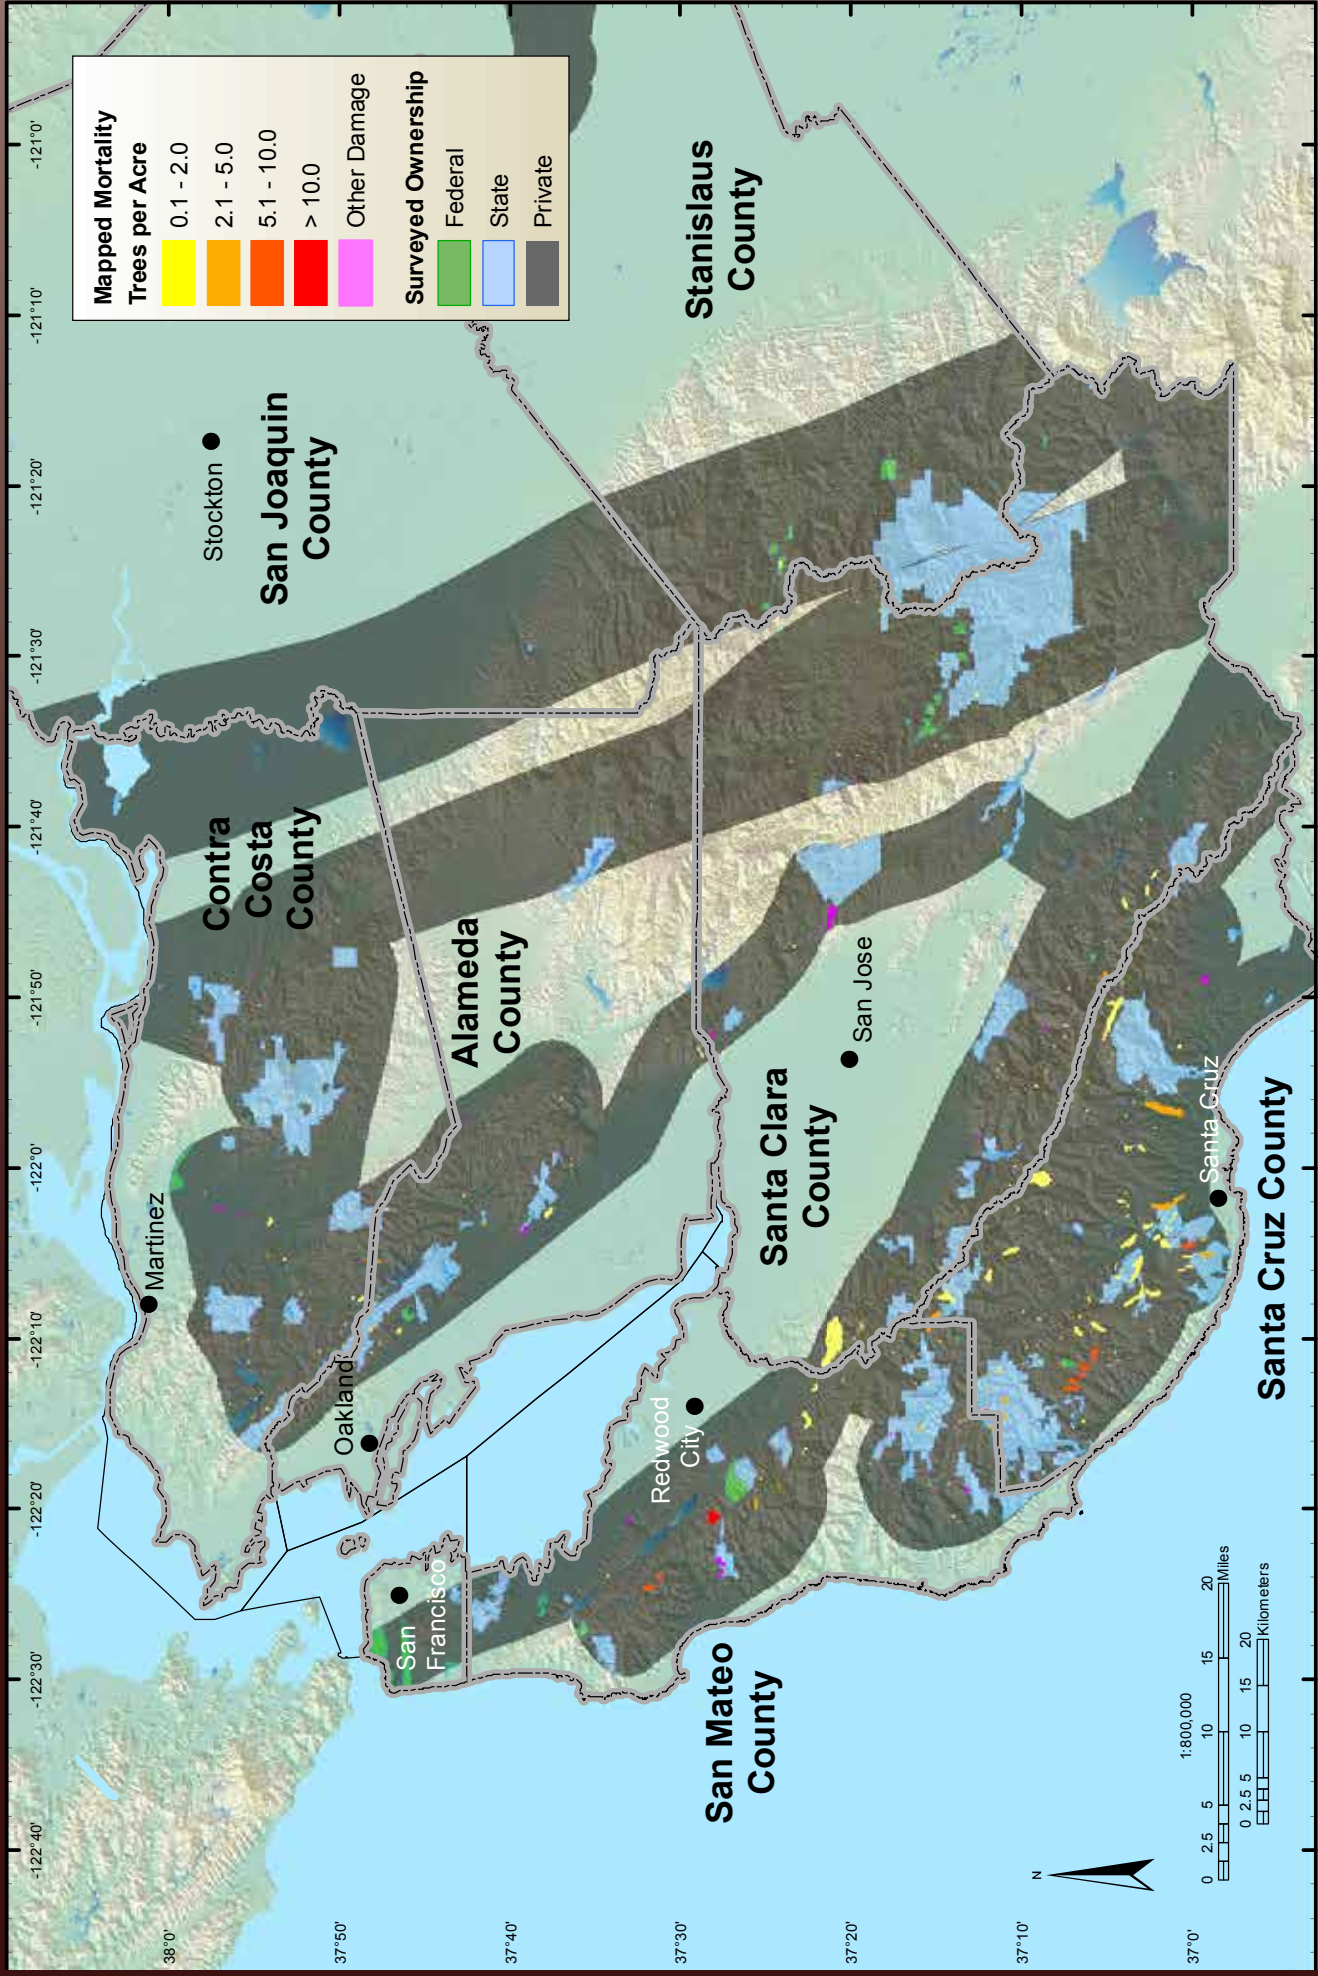 Mapped Mortality
Trees per Acre
0.1 - 2.0
2.1 - 5.0
5.1 - 10.0
> 10.0
Other Damage
Surveyed Ownership
Federal
State
Private
-122°40'
-122°30'
-122°20'
-122°10'
-122°0'
-121°50'
-121°40'
-121°30'
-121°20'
-121°10'
-121°0'
38°0'
37°50'
37°40'
37°30'
37°20'
37°10'
37°0'
Martinez
Stockton
San Joaquin
County
Contra
Costa
County
Oakland
San
Francisco
Alameda
County
Redwood
City
San Mateo
County
Stanislaus
County
Santa Clara
County
San Jose
Santa Cruz
Santa Cruz County
N
1:800,000
0 2.5 5 10 15 20
Miles
0 2.5 5 10 15 20
Kilometers